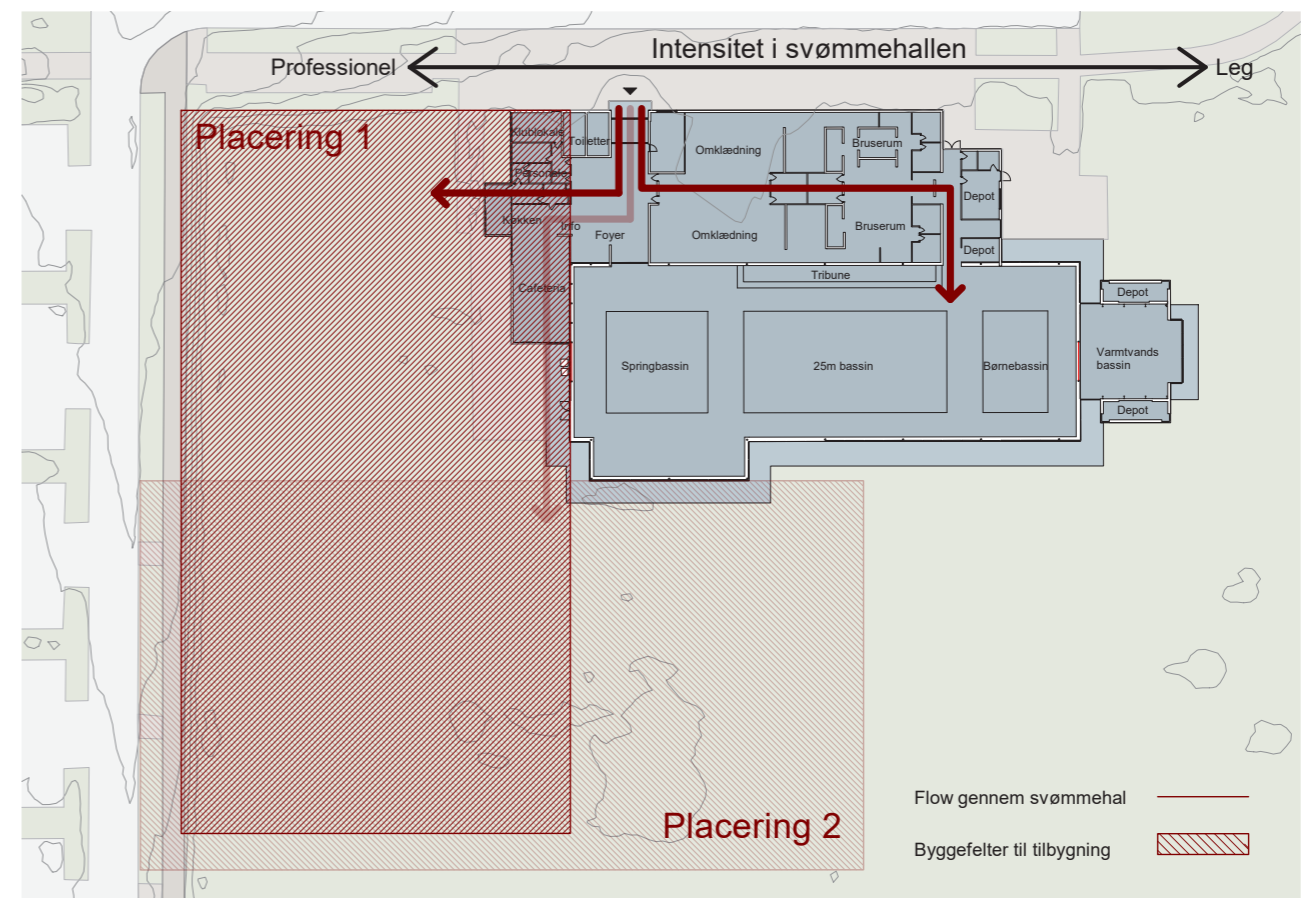 Intensitet i svømmehallen
Professionel
Leg
Placering 1
Klublokale
Toiletter
Omklædning
Bruserum
Personale
Depot
Køkken
Info
Foyer
Omklædning
Bruserum
Depot
Tribune
Cafeteria
Depot
Springbassin
25m bassin
Børnebassin
Varmtvands
bassin
Depot
Flow gennem svømmehal
Placering 2
Byggefelter til tilbygning